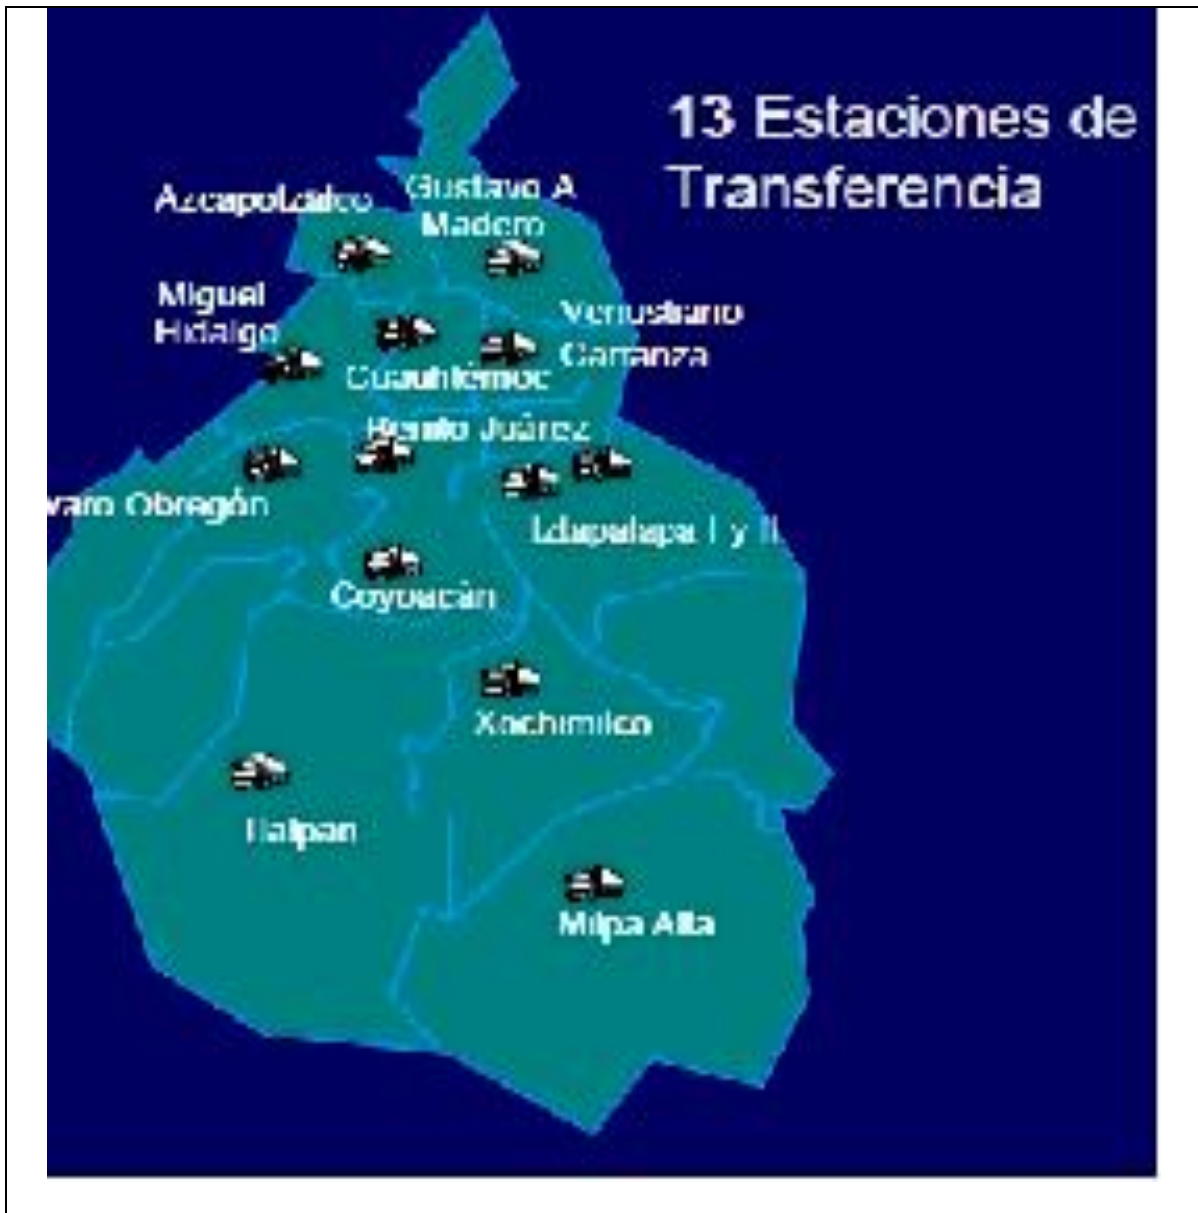 13 Estaciones de
Transferencia
Azcapotzalco
Gustavo A
Madero
Miguel
Hidalgo
Venustiano
Carranza
Cuauhtémoc
Benito Juárez
varo Obregón
Iztapalapa I y II
Coyoacán
Xochimilco
Tlalpan
Milpa Alta